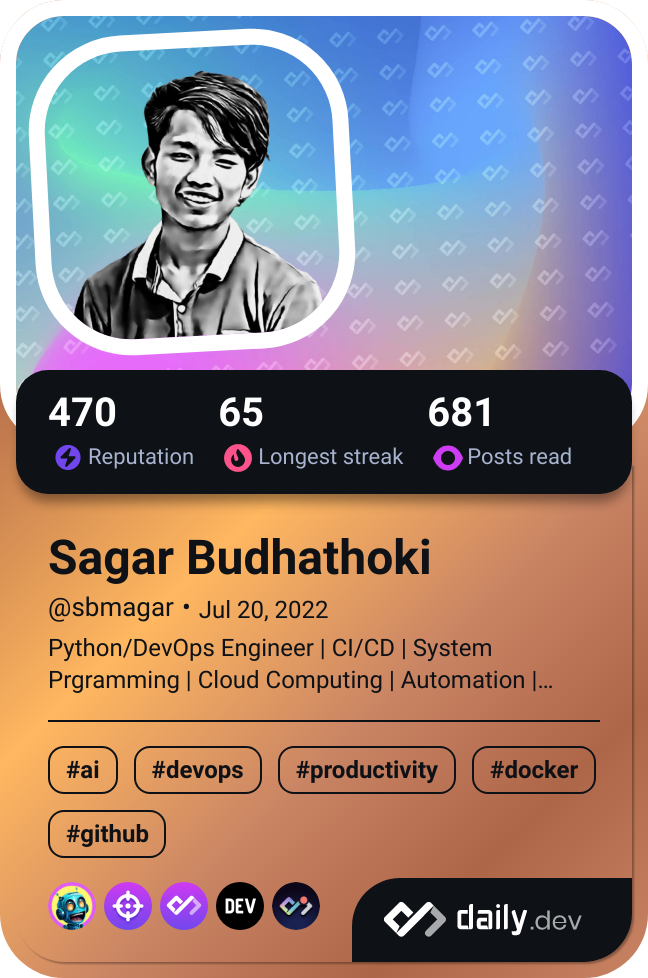 470 65 681
Reputation Longest streak Posts read
Sagar Budhathoki
@sbmagar • Jul 20, 2022
Python/DevOps Engineer | CI/CD | System
Prgramming | Cloud Computing | Automation |...
#ai #devops #productivity #docker
#github
DEV
daily.dev